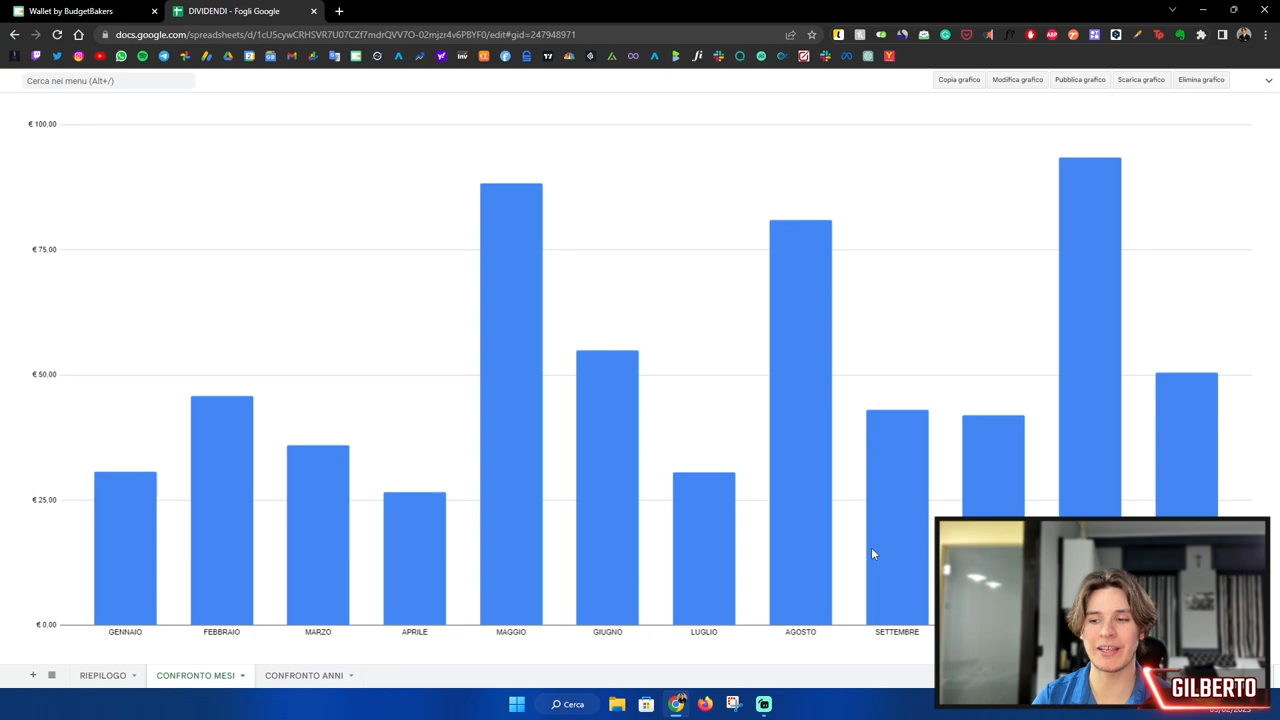 Wallet by BudgetBakers
DIVIDENDI - Fogli Google
docs.google.com/spreadsheets/d/1cU5cywCRHSVR7U07CZf7mdrQVV7O-02mjzr4v6PBYF0/edit#gid=247948971
Cerca nei menu (Alt+/)
Copia grafico
Modifica grafico
Pubblica grafico
Scarica grafico
Elimina grafico
€ 100,00
€ 75,00
€ 50,00
€ 25,00
€ 0,00
GENNAIO
FEBBRAIO
MARZO
APRILE
MAGGIO
GIUGNO
LUGLIO
AGOSTO
SETTEMBRE
RIEPILOGO
CONFRONTO MESI
CONFRONTO ANNI
GILBERTO
Cerca